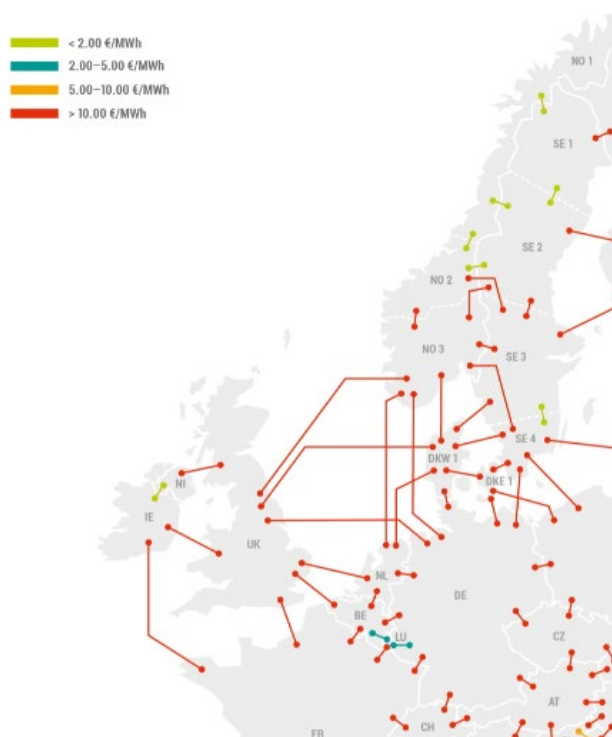 < 2.00 €/MWh
2.00–5.00 €/MWh
5.00–10.00 €/MWh
> 10.00 €/MWh
NO 1
SE 1
SE 2
NO 2
NO 3
SE 3
SE 4
DKW 1
DKE 1
NI
IE
UK
NL
DE
BE
LU
CZ
AT
CH
FR